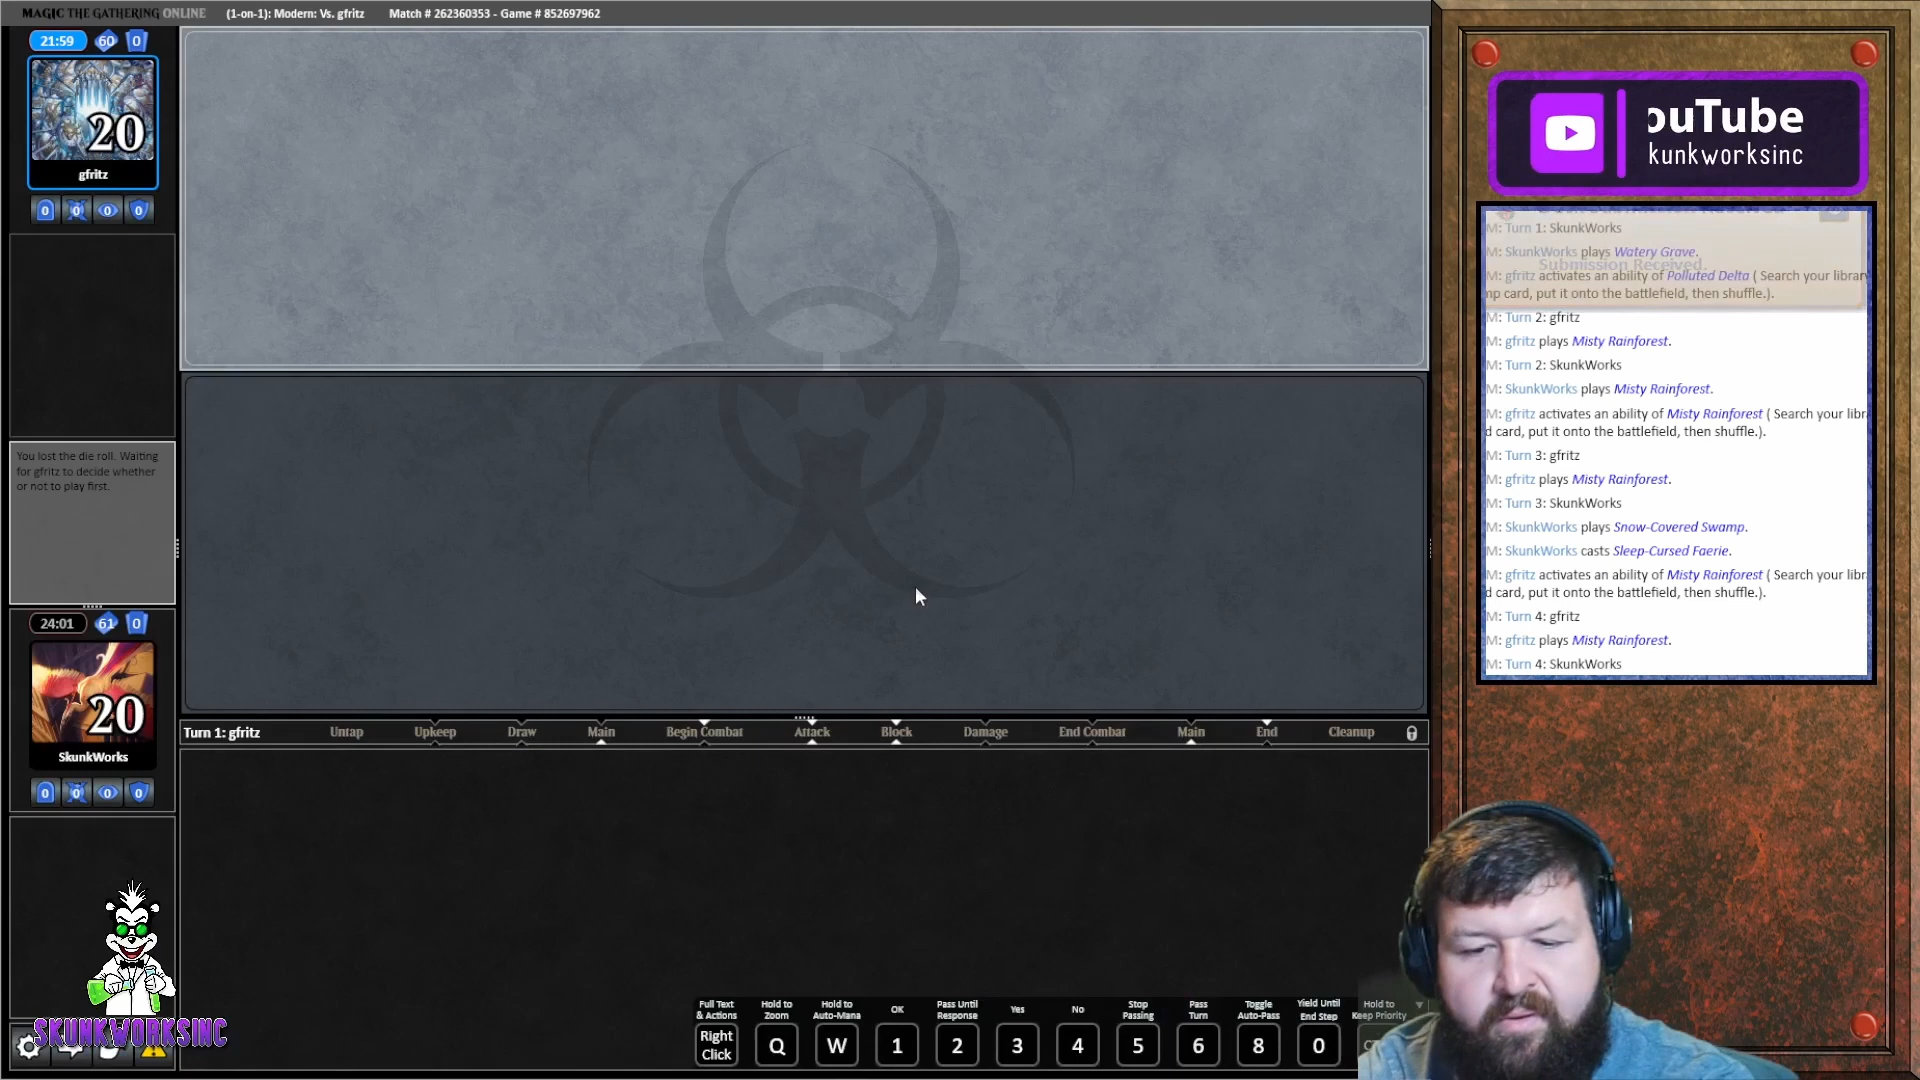 MAGIC THE GATHERING ONLINE (1-on-1): Modern: Vs. gfritz Match # 262360353 - Game # 852697962
21:59 60 0
20
gfritz
0 0 0 0
You lost the die roll. Waiting
for gfritz to decide whether
or not to play first.
24:01 61 0
20
SkunkWorks
0 0 0 0
SKUNKWORKSINC
Turn 1: gfritz Untap Upkeep Draw Main Begin Combat Attack Block Damage End Combat Main End Cleanup
Full Text & Actions Right Click
Hold to Zoom Q
Hold to Auto-Mana W
OK 1
Pass Until Response 2
Yes 3
No 4
Stop Passing 5
Pass Turn 6
Toggle Auto-Pass 8
Yield Until End Step 0
Hold to Keep Priority
ouTube
kunkworksinc
M: Turn 1: SkunkWorks
M: SkunkWorks plays Watery Grave.
Submission Received.
M: gfritz activates an ability of Polluted Delta ( Search your library
mp card, put it onto the battlefield, then shuffle.).
M: Turn 2: gfritz
M: gfritz plays Misty Rainforest.
M: Turn 2: SkunkWorks
M: SkunkWorks plays Misty Rainforest.
M: gfritz activates an ability of Misty Rainforest ( Search your libr
d card, put it onto the battlefield, then shuffle.).
M: Turn 3: gfritz
M: gfritz plays Misty Rainforest.
M: Turn 3: SkunkWorks
M: SkunkWorks plays Snow-Covered Swamp.
M: SkunkWorks casts Sleep-Cursed Faerie.
M: gfritz activates an ability of Misty Rainforest ( Search your libr
d card, put it onto the battlefield, then shuffle.).
M: Turn 4: gfritz
M: gfritz plays Misty Rainforest.
M: Turn 4: SkunkWorks